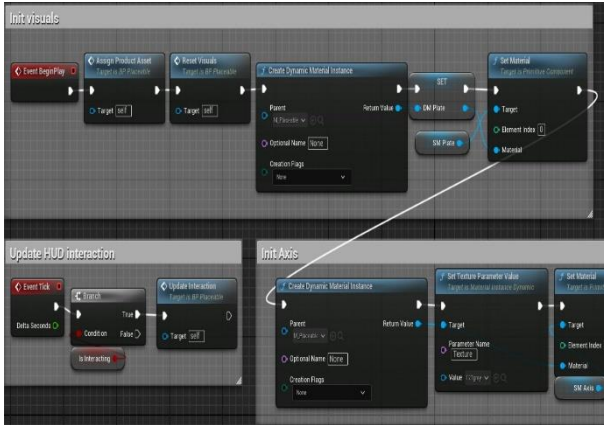 Init visuals
Event BeginPlay
Assign Product Asset
Target is BP Placeable
Target self
Reset Visuals
Target is BP Placeable
Target self
Create Dynamic Material Instance
Parent
M_Placeable
Return Value
Optional Name None
Creation Flags
None
SET
DM Plate
SM Plate
Set Material
Target is Primitive Component
Target
Element Index 0
Material
Update HUD interaction
Event Tick
Delta Seconds
Branch
True
Condition False
Is Interacting
Update Interaction
Target is BP Placeable
Target self
Init Axis
Create Dynamic Material Instance
Parent
M_Placeable
Return Value
Optional Name None
Creation Flags
None
Set Texture Parameter Value
Target is Material Instance Dynamic
Target
Parameter Name
Texture
Value
Set Material
Target is
Target
Element Index
Material
SM Axis